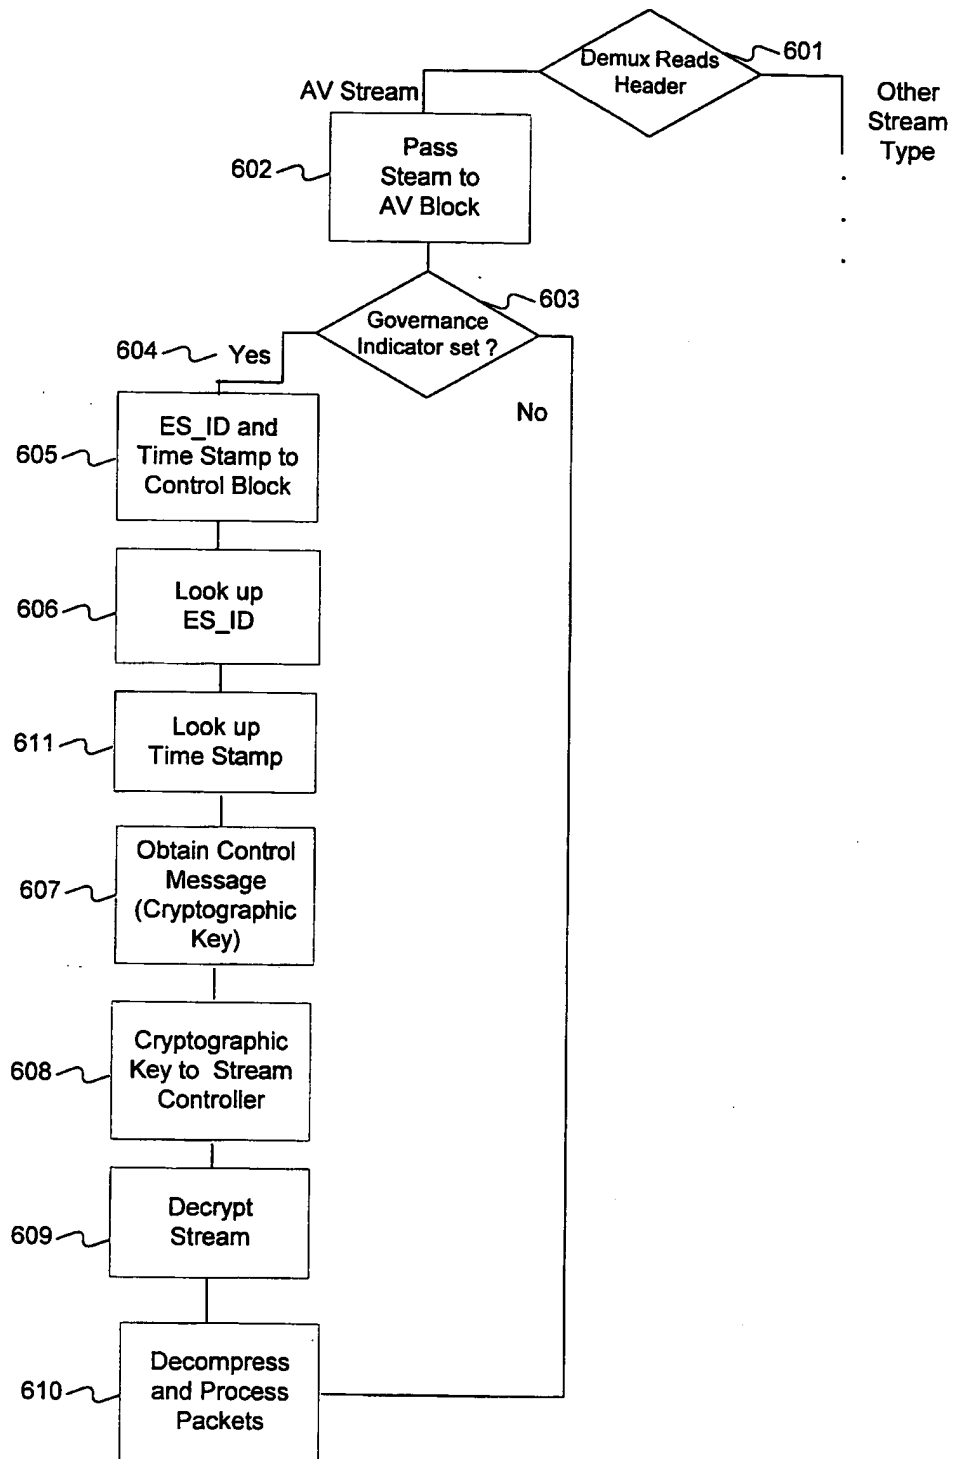 Demux Reads
Header
601
AV Stream
Other
Stream
Type
Pass
Steam to
AV Block
602
603
Governance
Indicator set ?
604
Yes
No
ES_ID and
Time Stamp to
Control Block
605
Look up
ES_ID
606
Look up
Time Stamp
611
Obtain Control
Message
(Cryptographic
Key)
607
Cryptographic
Key to Stream
Controller
608
Decrypt
Stream
609
Decompress
and Process
Packets
610